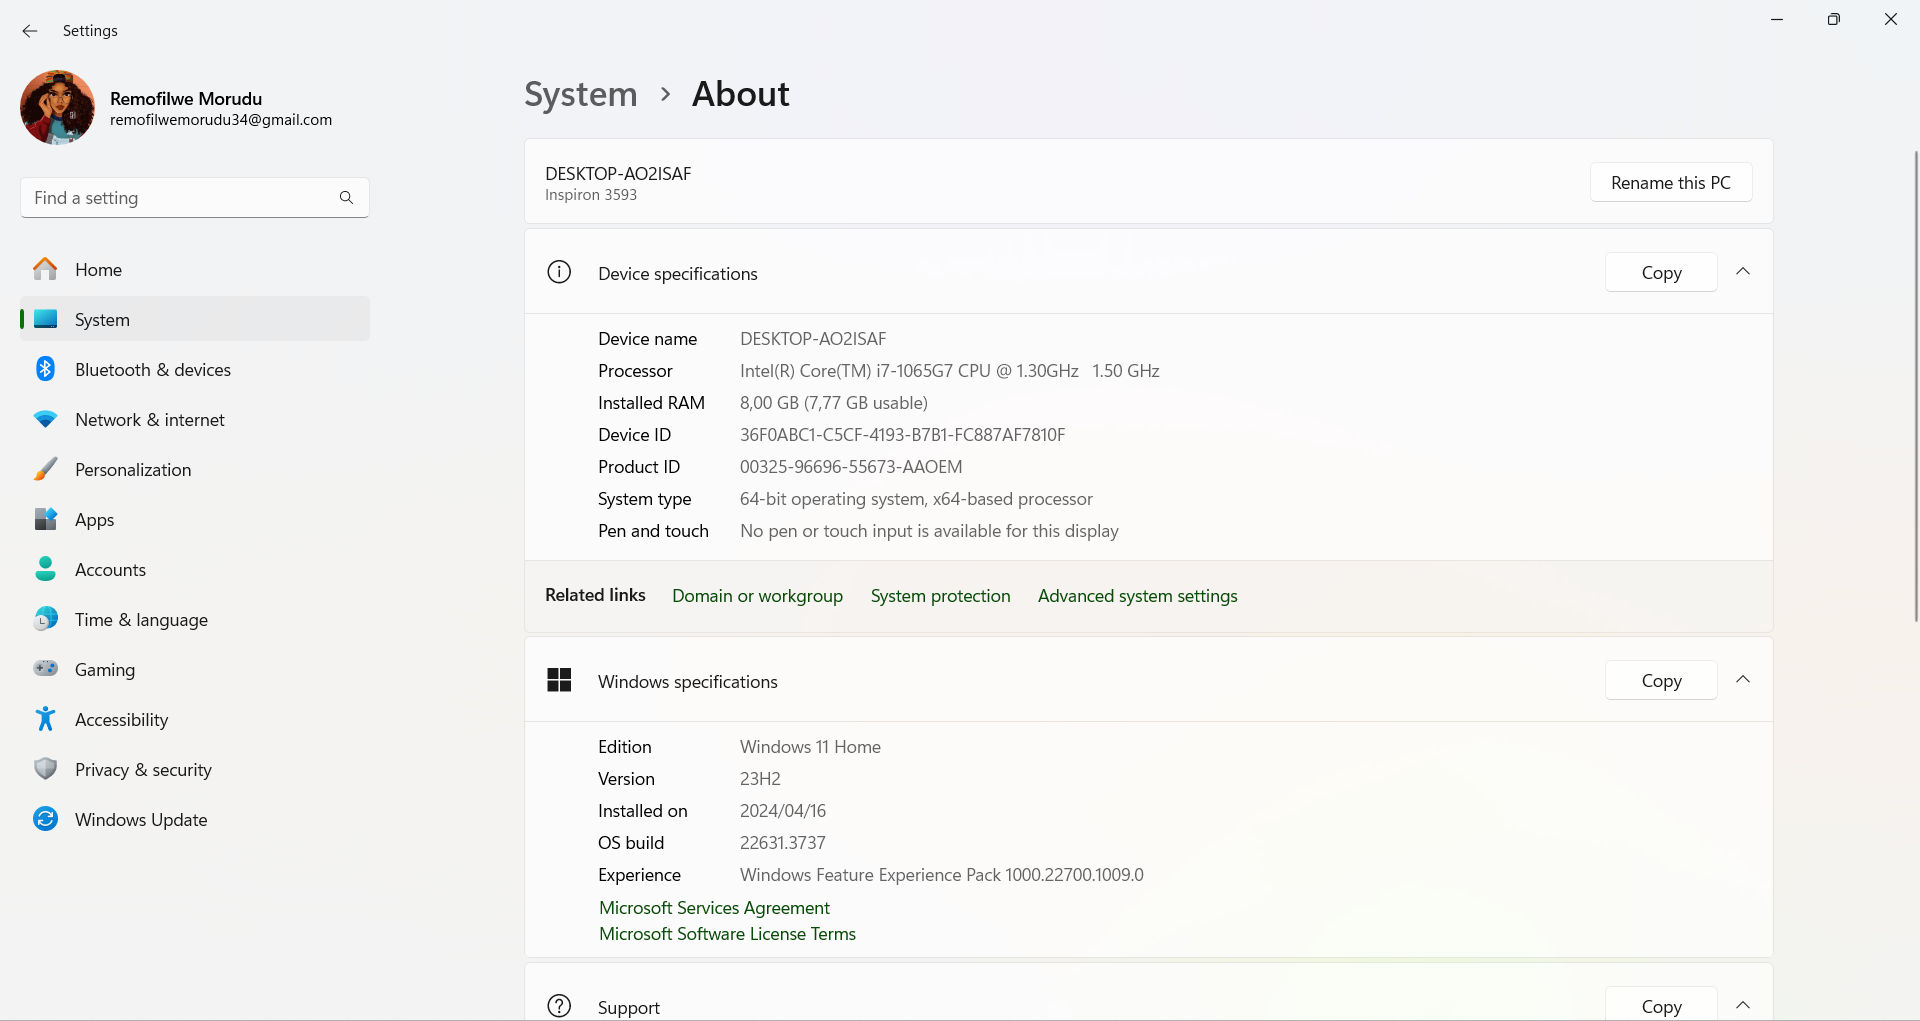 Settings
Remofilwe Morudu
remofilwemorudu34@gmail.com
Find a setting
Home
System
Bluetooth & devices
Network & internet
Personalization
Apps
Accounts
Time & language
Gaming
Accessibility
Privacy & security
Windows Update
System > About
DESKTOP-AO2ISAF
Inspiron 3593
Rename this PC
Device specifications
Copy
Device name DESKTOP-AO2ISAF
Processor Intel(R) Core(TM) i7-1065G7 CPU @ 1.30GHz 1.50 GHz
Installed RAM 8,00 GB (7,77 GB usable)
Device ID 36F0ABC1-C5CF-4193-B7B1-FC887AF7810F
Product ID 00325-96696-55673-AAOEM
System type 64-bit operating system, x64-based processor
Pen and touch No pen or touch input is available for this display
Related links Domain or workgroup System protection Advanced system settings
Windows specifications
Copy
Edition Windows 11 Home
Version 23H2
Installed on 2024/04/16
OS build 22631.3737
Experience Windows Feature Experience Pack 1000.22700.1009.0
Microsoft Services Agreement
Microsoft Software License Terms
Support
Copy